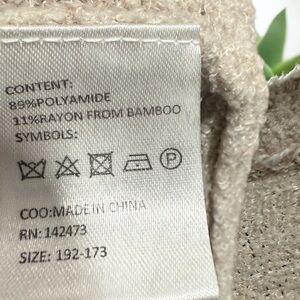 CONTENT:
89%POLYAMIDE
11%RAYON FROM BAMBOO
SYMBOLS:
P
COO:MADE IN CHINA
RN: 142473
SIZE: 192-173